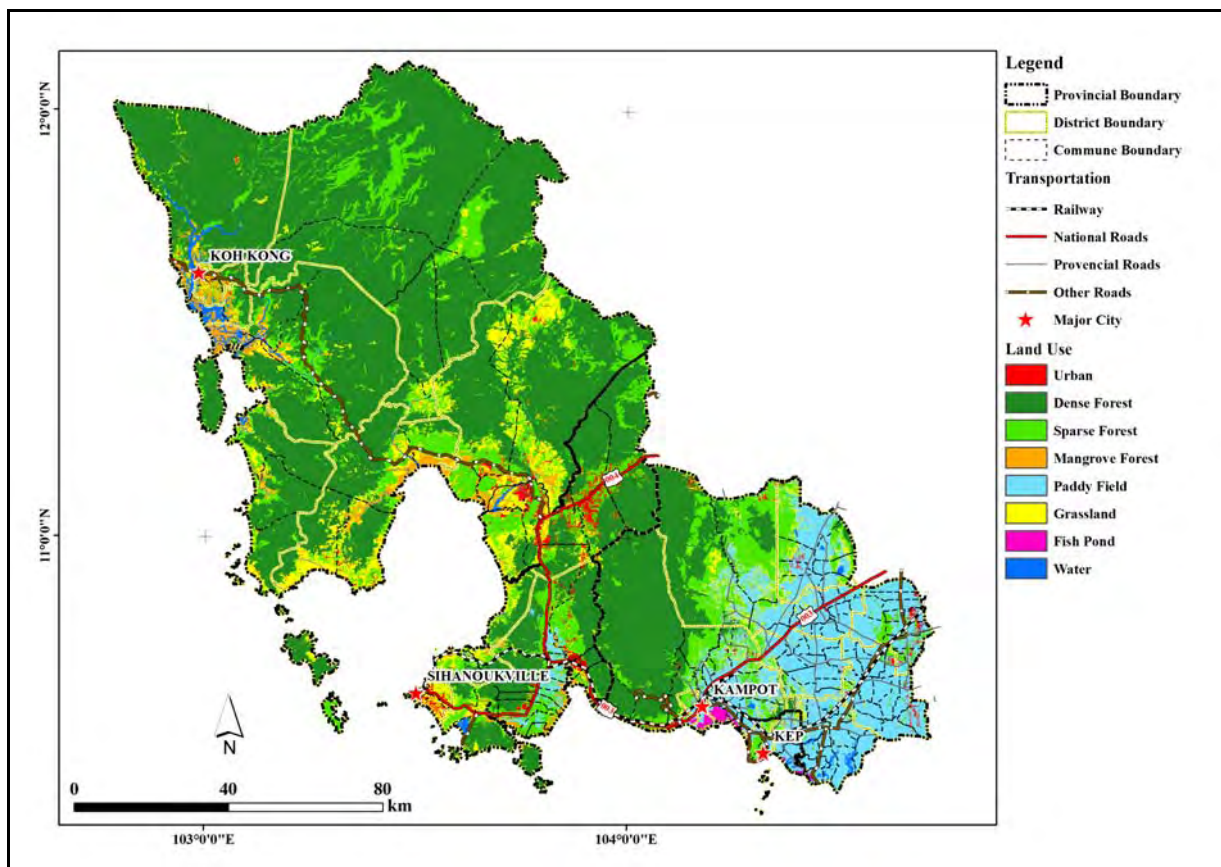 12°0'0"N
11°0'0"N
KOH KONG
SIHANOUKVILLE
KAMPOT
KEP
N
0 40 80
km
103°0'0"E 104°0'0"E
Legend
Provincial Boundary
District Boundary
Commune Boundary
Transportation
Railway
National Roads
Provencial Roads
Other Roads
Major City
Land Use
Urban
Dense Forest
Sparse Forest
Mangrove Forest
Paddy Field
Grassland
Fish Pond
Water